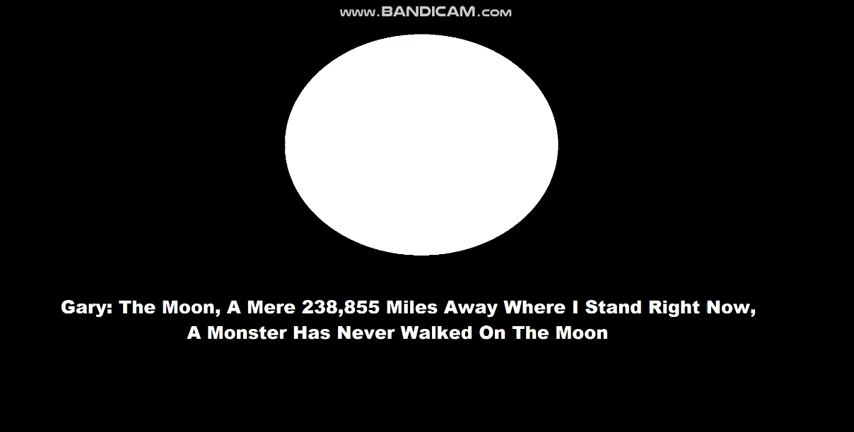 www.BANDICAM.com
Gary: The Moon, A Mere 238,855 Miles Away Where I Stand Right Now,
A Monster Has Never Walked On The Moon